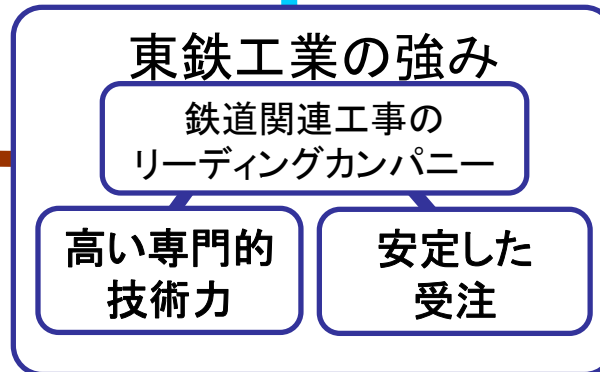 東鉄工業の強み
鉄道関連工事の
リーディングカンパニー
高い専門的
技術力
安定した
受注